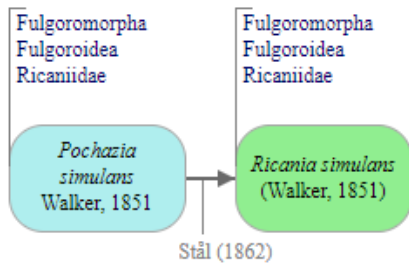 Fulgoromorpha
Fulgoroidea
Ricaniidae
Pochazia
simulans
Walker, 1851
Fulgoromorpha
Fulgoroidea
Ricaniidae
Ricania simulans
(Walker, 1851)
Stål (1862)